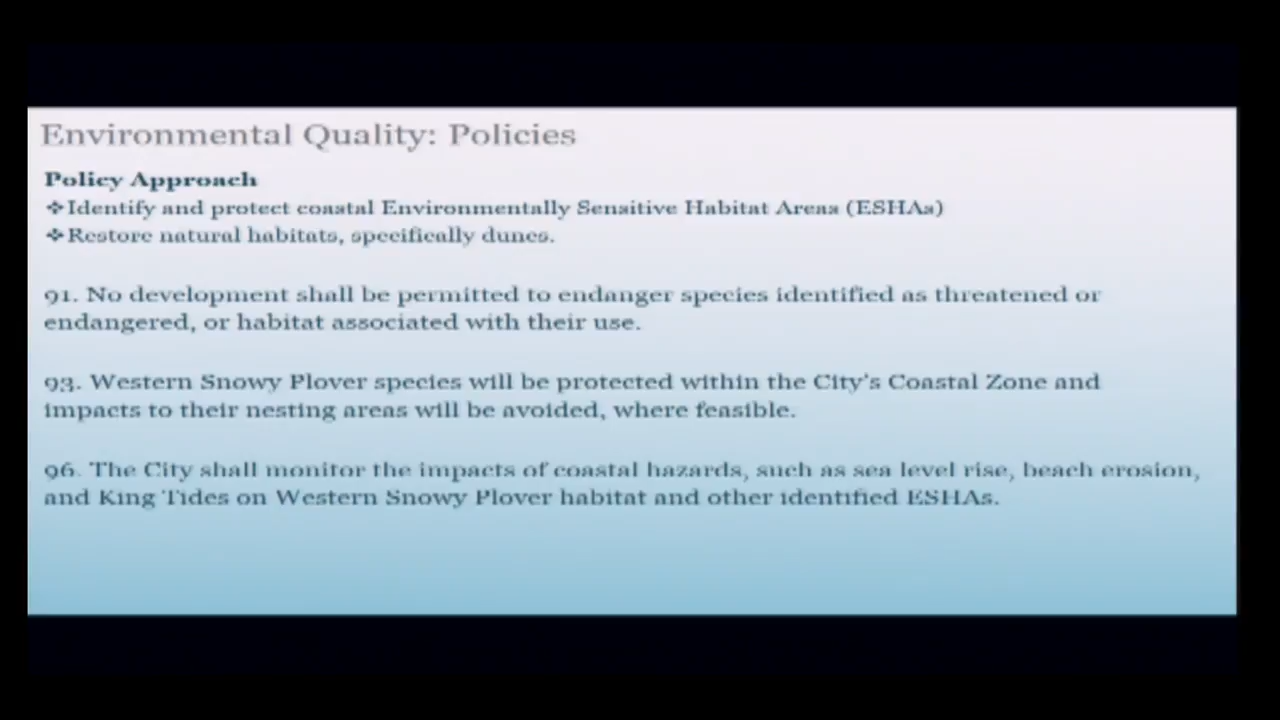 Environmental Quality: Policies
Policy Approach
❖Identify and protect coastal Environmentally Sensitive Habitat Areas (ESHAs)
❖Restore natural habitats, specifically dunes.
91. No development shall be permitted to endanger species identified as threatened or
endangered, or habitat associated with their use.
93. Western Snowy Plover species will be protected within the City's Coastal Zone and
impacts to their nesting areas will be avoided, where feasible.
96. The City shall monitor the impacts of coastal hazards, such as sea level rise, beach erosion,
and King Tides on Western Snowy Plover habitat and other identified ESHAs.